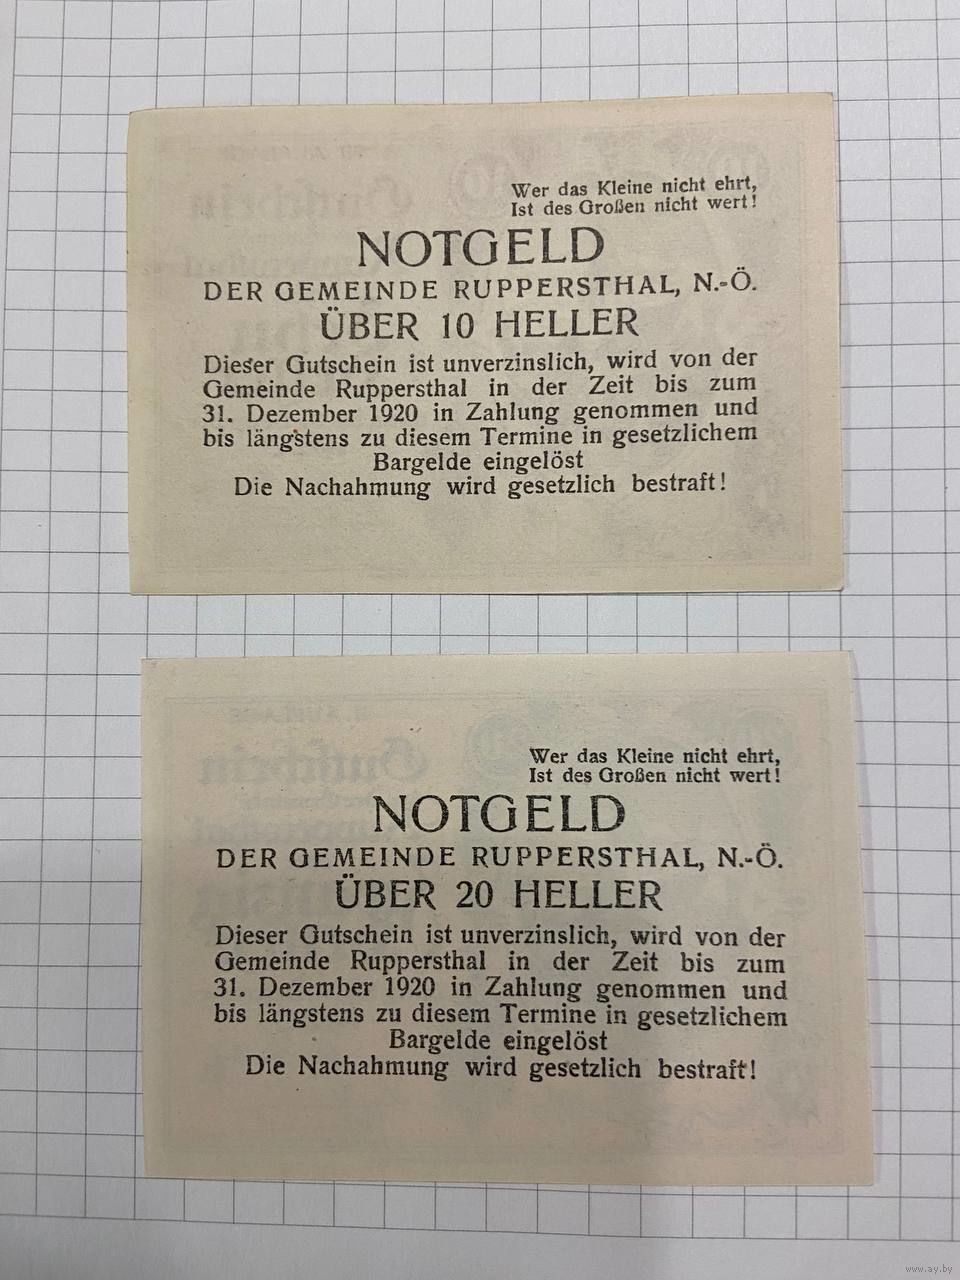 Wer das Kleine nicht ehrt,
Ist des Großen nicht wert!
NOTGELD
DER GEMEINDE RUPPERSTHAL, N.-Ö.
ÜBER 10 HELLER
Dieser Gutschein ist unverzinslich, wird von der
Gemeinde Ruppersthal in der Zeit bis zum
31. Dezember 1920 in Zahlung genommen und
bis längstens zu diesem Termine in gesetzlichem
Bargelde eingelöst
Die Nachahmung wird gesetzlich bestraft!
Wer das Kleine nicht ehrt,
Ist des Großen nicht wert!
NOTGELD
DER GEMEINDE RUPPERSTHAL, N.-Ö.
ÜBER 20 HELLER
Dieser Gutschein ist unverzinslich, wird von der
Gemeinde Ruppersthal in der Zeit bis zum
31. Dezember 1920 in Zahlung genommen und
bis längstens zu diesem Termine in gesetzlichem
Bargelde eingelöst
Die Nachahmung wird gesetzlich bestraft!
www.ay.by